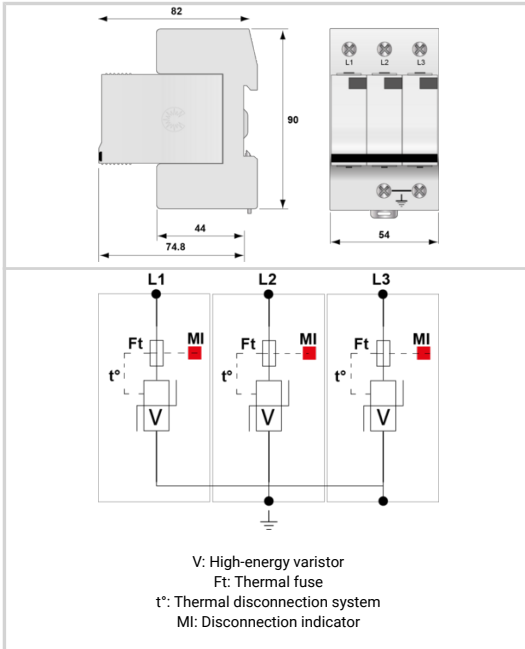 82
L1 L2 L3
90
44
74.8
54
L1 L2 L3
Ft MI Ft MI Ft MI
t° t° t°
V V V
V: High-energy varistor
Ft: Thermal fuse
t°: Thermal disconnection system
MI: Disconnection indicator